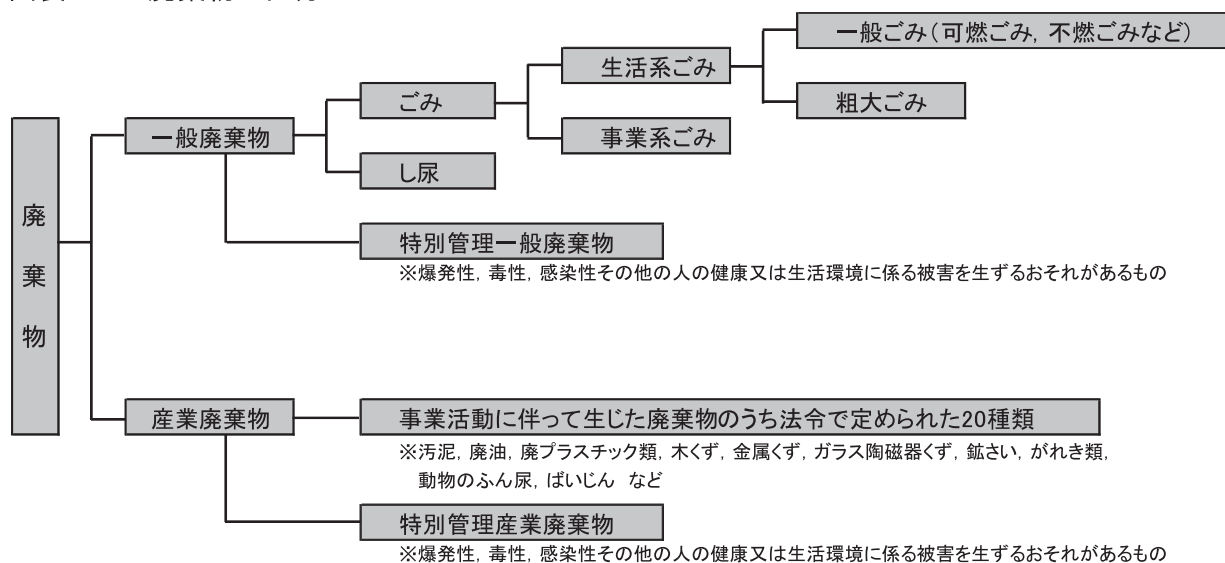 一般ごみ（可燃ごみ，不燃ごみなど）
生活系ごみ
ごみ
粗大ごみ
一般廃棄物
事業系ごみ
し尿
廃棄物
特別管理一般廃棄物
※爆発性，毒性，感染性その他の人の健康又は生活環境に係る被害を生ずるおそれがあるもの
産業廃棄物
事業活動に伴って生じた廃棄物のうち法令で定められた20種類
※汚泥，廃油，廃プラスチック類，木くず，金属くず，ガラス陶磁器くず，鉱さい，がれき類，
動物のふん尿，ばいじん　など
特別管理産業廃棄物
※爆発性，毒性，感染性その他の人の健康又は生活環境に係る被害を生ずるおそれがあるもの